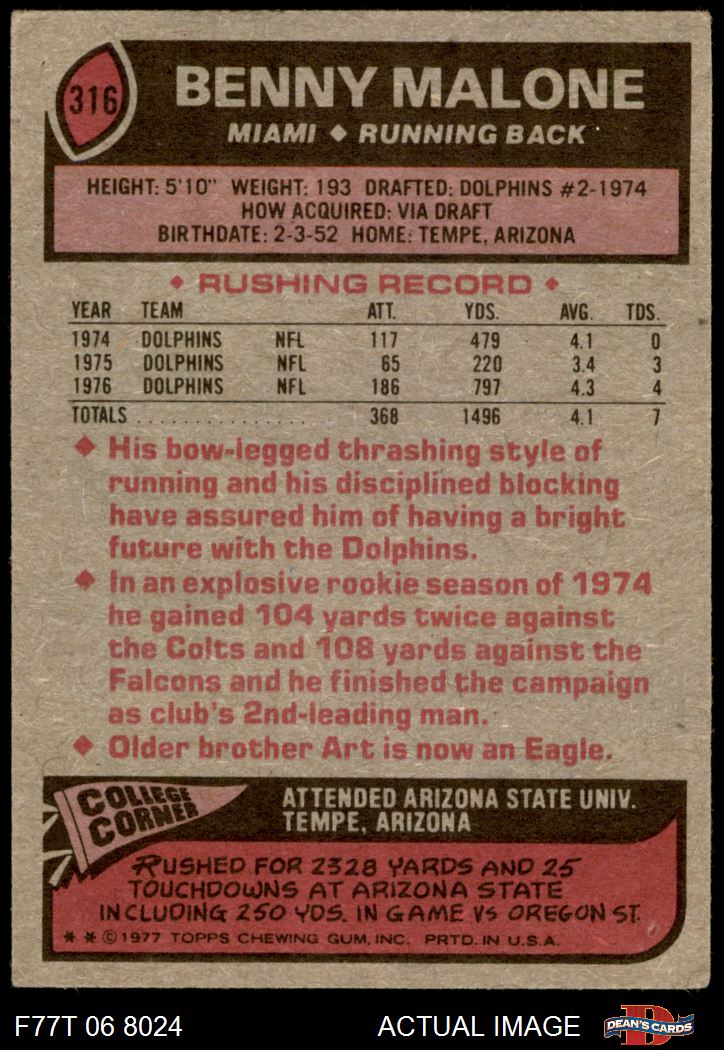 316
BENNY MALONE
MIAMI ◆ RUNNING BACK
HEIGHT: 5'10" WEIGHT: 193 DRAFTED: DOLPHINS #2-1974
HOW ACQUIRED: VIA DRAFT
BIRTHDATE: 2-3-52 HOME: TEMPE, ARIZONA
◆ RUSHING RECORD ◆
YEAR TEAM ATT. YDS. AVG. TDS.
1974 DOLPHINS NFL 117 479 4.1 0
1975 DOLPHINS NFL 65 220 3.4 3
1976 DOLPHINS NFL 186 797 4.3 4
TOTALS . . . . . . . . . . . . . . . 368 1496 4.1 7
◆ His bow-legged thrashing style of
running and his disciplined blocking
have assured him of having a bright
future with the Dolphins.
◆ In an explosive rookie season of 1974
he gained 104 yards twice against
the Colts and 108 yards against the
Falcons and he finished the campaign
as club's 2nd-leading man.
◆ Older brother Art is now an Eagle.
COLLEGE
CORNER
ATTENDED ARIZONA STATE UNIV.
TEMPE, ARIZONA
RUSHED FOR 2328 YARDS AND 25
TOUCHDOWNS AT ARIZONA STATE
INCLUDING 250 YDS. IN GAME VS OREGON ST.
* * © 1977 TOPPS CHEWING GUM, INC. PRTD. IN U.S.A.
F77T 06 8024 ACTUAL IMAGE
D
DEAN'S CARDS